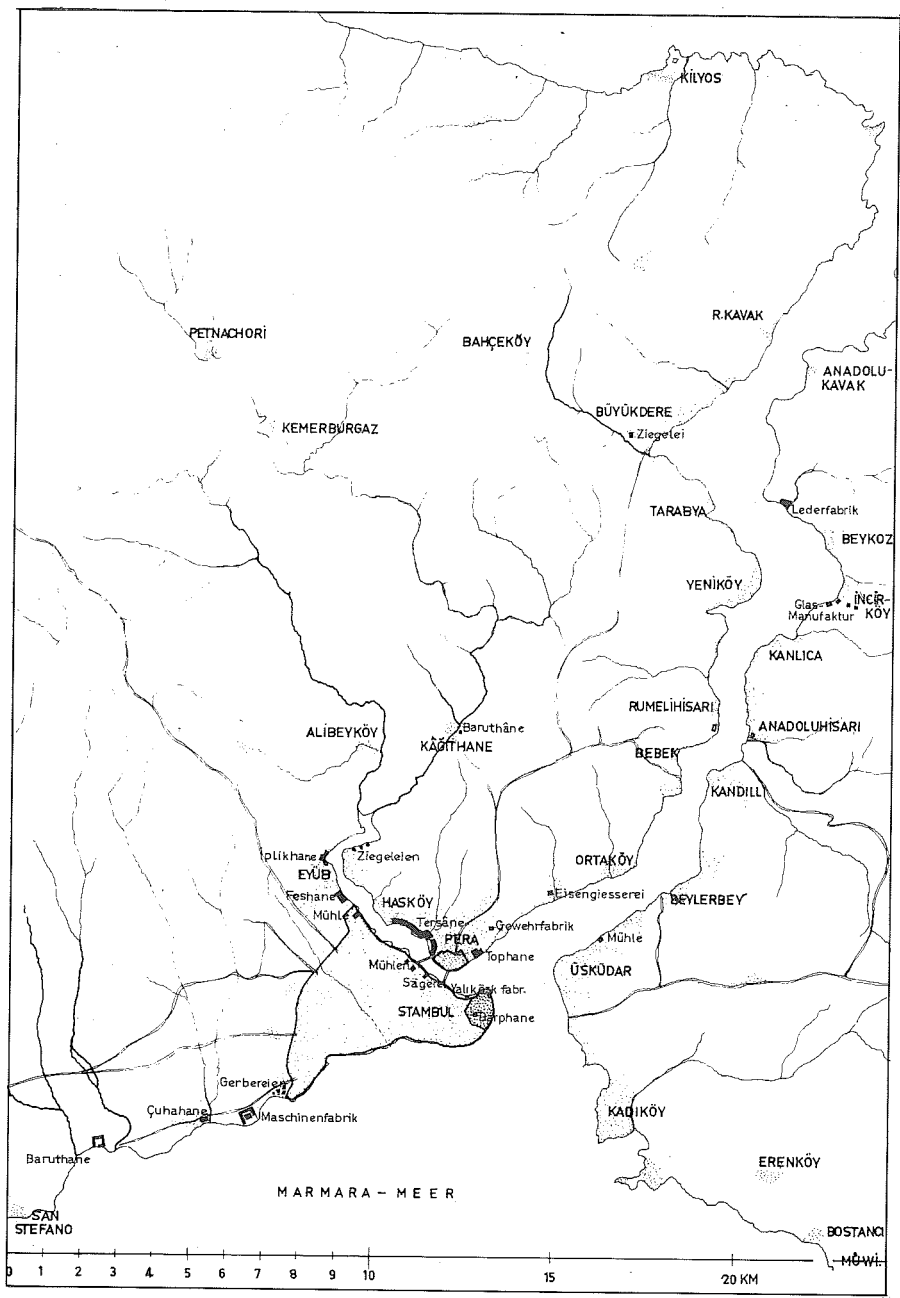 KİLYOS
R.KAVAK
PETNACHORİ
BAHÇEKÖY
ANADOLU-
KAVAK
BÜYÜKDERE
Ziegelei
KEMERBURGAZ
Lederfabrik
TARABYA
BEYKOZ
YENİKÖY
İNCİR-
KÖY
Glas-
Manufaktur
KANLICA
RUMELİHİSARI
ANADOLUHİSARI
ALİBEYKÖY
Baruthâne
KÂĞITHANE
BEBEK
KANDİLLİ
İplikhane
Ziegeleien
EYÜB
ORTAKÖY
Feshane
HASKÖY
Eisengiesserei
BEYLERBEY
Mühle
Tersâne
Gewehrfabrik
PERA
Tophane
Mühle
Mühlen
ÜSKÜDAR
Sägerei
Yalıköşk fabr.
STAMBUL
Darphane
Gerbereien
Çuhahane
Maschinenfabrik
KADIKÖY
Baruthane
ERENKÖY
MARMARA-MEER
SAN
STEFANO
BOSTANCI
MÜ.Wİ.
0 1 2 3 4 5 6 7 8 9 10 15 20 KM